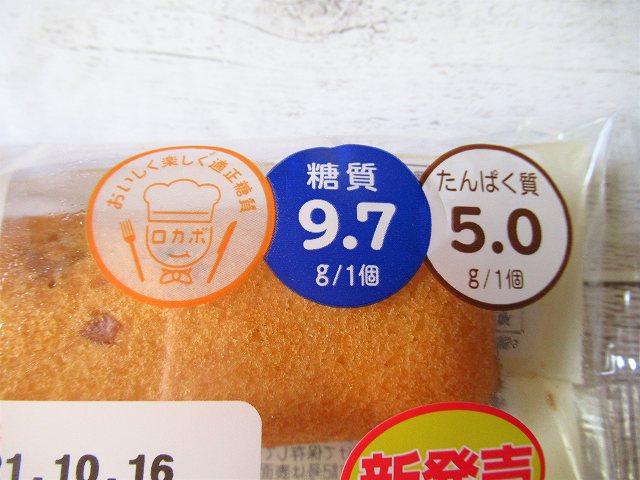 おいしく楽しく適正糖質
ロカボ
糖質
9.7
g/1個
たんぱく質
5.0
g/1個
21.10.16
新発売